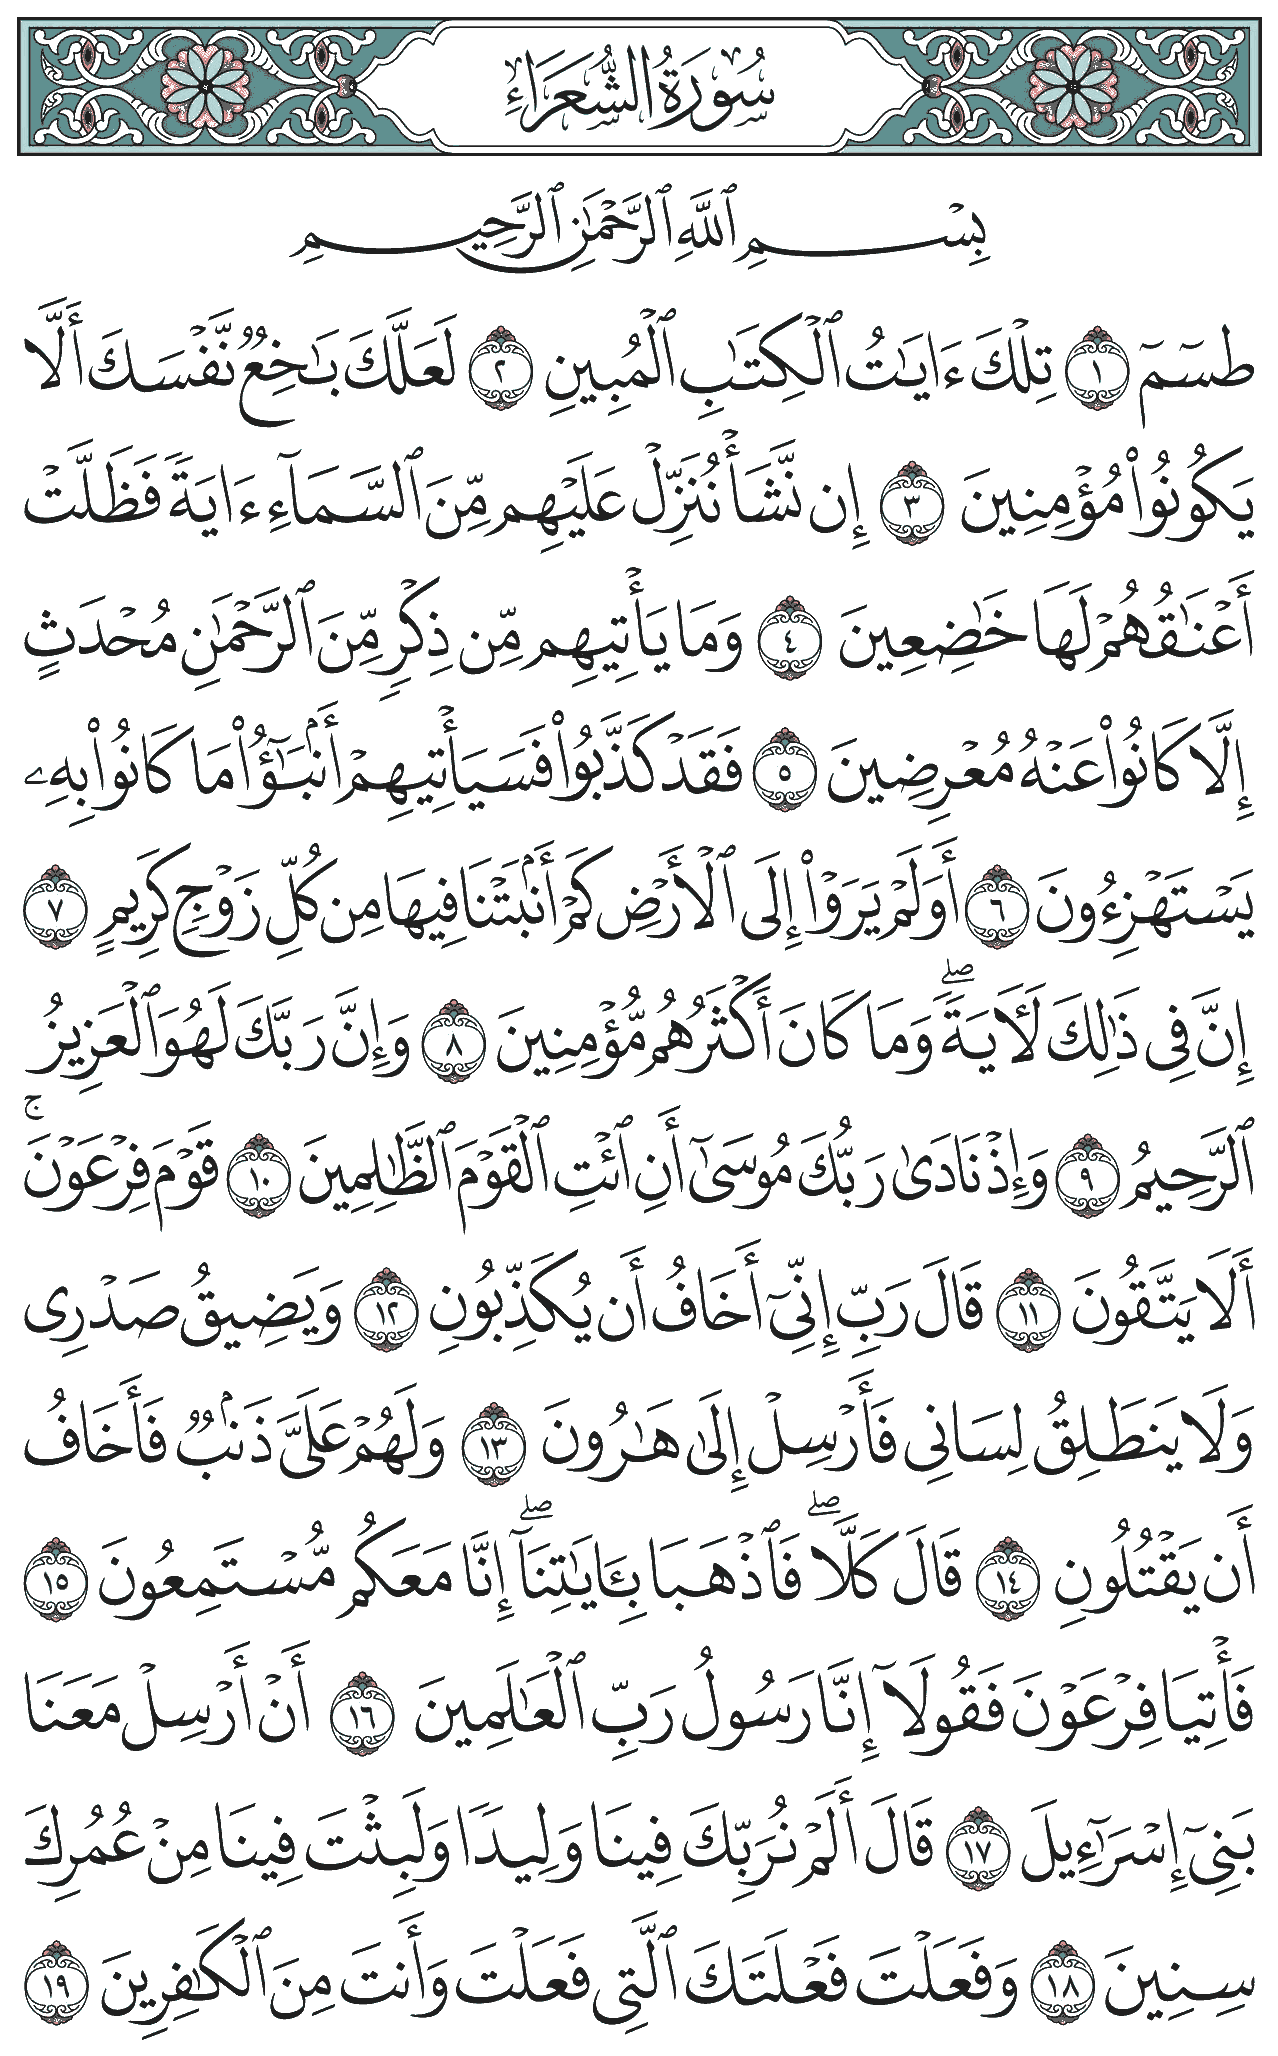 سُورَةُ الشُّعَرَاءِ
بِسۡمِ ٱللَّهِ ٱلرَّحۡمَٰنِ ٱلرَّحِيمِ
طسٓمٓ ١ تِلۡكَ ءَايَٰتُ ٱلۡكِتَٰبِ ٱلۡمُبِينِ ٢ لَعَلَّكَ بَٰخِعٞ نَّفۡسَكَ أَلَّا
يَكُونُواْ مُؤۡمِنِينَ ٣ إِن نَّشَأۡ نُنَزِّلۡ عَلَيۡهِم مِّنَ ٱلسَّمَآءِ ءَايَةٗ فَظَلَّتۡ
أَعۡنَٰقُهُمۡ لَهَا خَٰضِعِينَ ٤ وَمَا يَأۡتِيهِم مِّن ذِكۡرٖ مِّنَ ٱلرَّحۡمَٰنِ مُحۡدَثٍ
إِلَّا كَانُواْ عَنۡهُ مُعۡرِضِينَ ٥ فَقَدۡ كَذَّبُواْ فَسَيَأۡتِيهِمۡ أَنۢبَٰٓؤُاْ مَا كَانُواْ بِهِۦ
يَسۡتَهۡزِءُونَ ٦ أَوَلَمۡ يَرَوۡاْ إِلَى ٱلۡأَرۡضِ كَمۡ أَنۢبَتۡنَا فِيهَا مِن كُلِّ زَوۡجٖ كَرِيمٍ ٧
إِنَّ فِي ذَٰلِكَ لَأٓيَةٗۖ وَمَا كَانَ أَكۡثَرُهُم مُّؤۡمِنِينَ ٨ وَإِنَّ رَبَّكَ لَهُوَ ٱلۡعَزِيزُ
ٱلرَّحِيمُ ٩ وَإِذۡ نَادَىٰ رَبُّكَ مُوسَىٰٓ أَنِ ٱئۡتِ ٱلۡقَوۡمَ ٱلظَّٰلِمِينَ ١٠ قَوۡمَ فِرۡعَوۡنَۚ
أَلَا يَتَّقُونَ ١١ قَالَ رَبِّ إِنِّيٓ أَخَافُ أَن يُكَذِّبُونِ ١٢ وَيَضِيقُ صَدۡرِي
وَلَا يَنطَلِقُ لِسَانِي فَأَرۡسِلۡ إِلَىٰ هَٰرُونَ ١٣ وَلَهُمۡ عَلَيَّ ذَنۢبٞ فَأَخَافُ
أَن يَقۡتُلُونِ ١٤ قَالَ كَلَّاۖ فَٱذۡهَبَا بِـَٔايَٰتِنَآۖ إِنَّا مَعَكُم مُّسۡتَمِعُونَ ١٥
فَأۡتِيَا فِرۡعَوۡنَ فَقُولَآ إِنَّا رَسُولُ رَبِّ ٱلۡعَٰلَمِينَ ١٦ أَنۡ أَرۡسِلۡ مَعَنَا
بَنِيٓ إِسۡرَٰٓءِيلَ ١٧ قَالَ أَلَمۡ نُرَبِّكَ فِينَا وَلِيدٗا وَلَبِثۡتَ فِينَا مِنۡ عُمُرِكَ
سِنِينَ ١٨ وَفَعَلۡتَ فَعۡلَتَكَ ٱلَّتِي فَعَلۡتَ وَأَنتَ مِنَ ٱلۡكَٰفِرِينَ ١٩